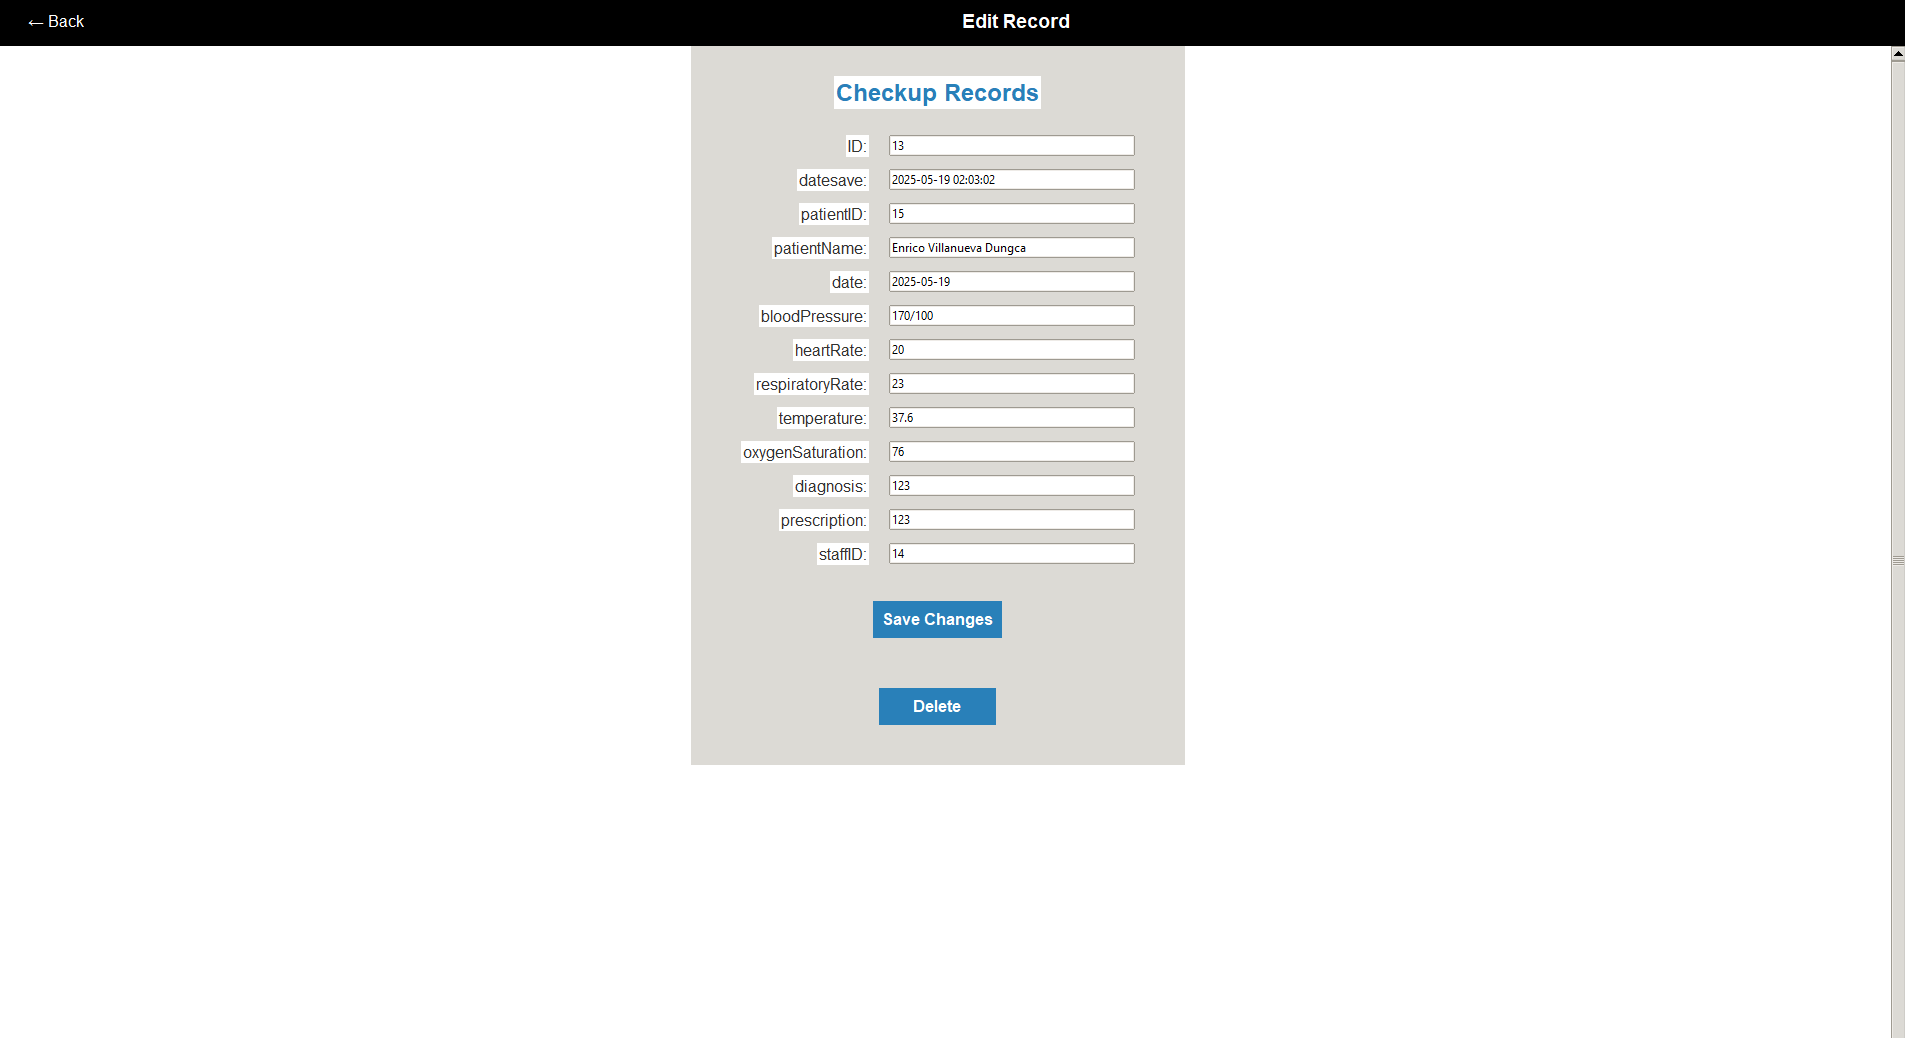 ← Back
Edit Record
Checkup Records
ID: 13
datesave: 2025-05-19 02:03:02
patientID: 15
patientName: Enrico Villanueva Dungca
date: 2025-05-19
bloodPressure: 170/100
heartRate: 20
respiratoryRate: 23
temperature: 37.6
oxygenSaturation: 76
diagnosis: 123
prescription: 123
staffID: 14
Save Changes
Delete